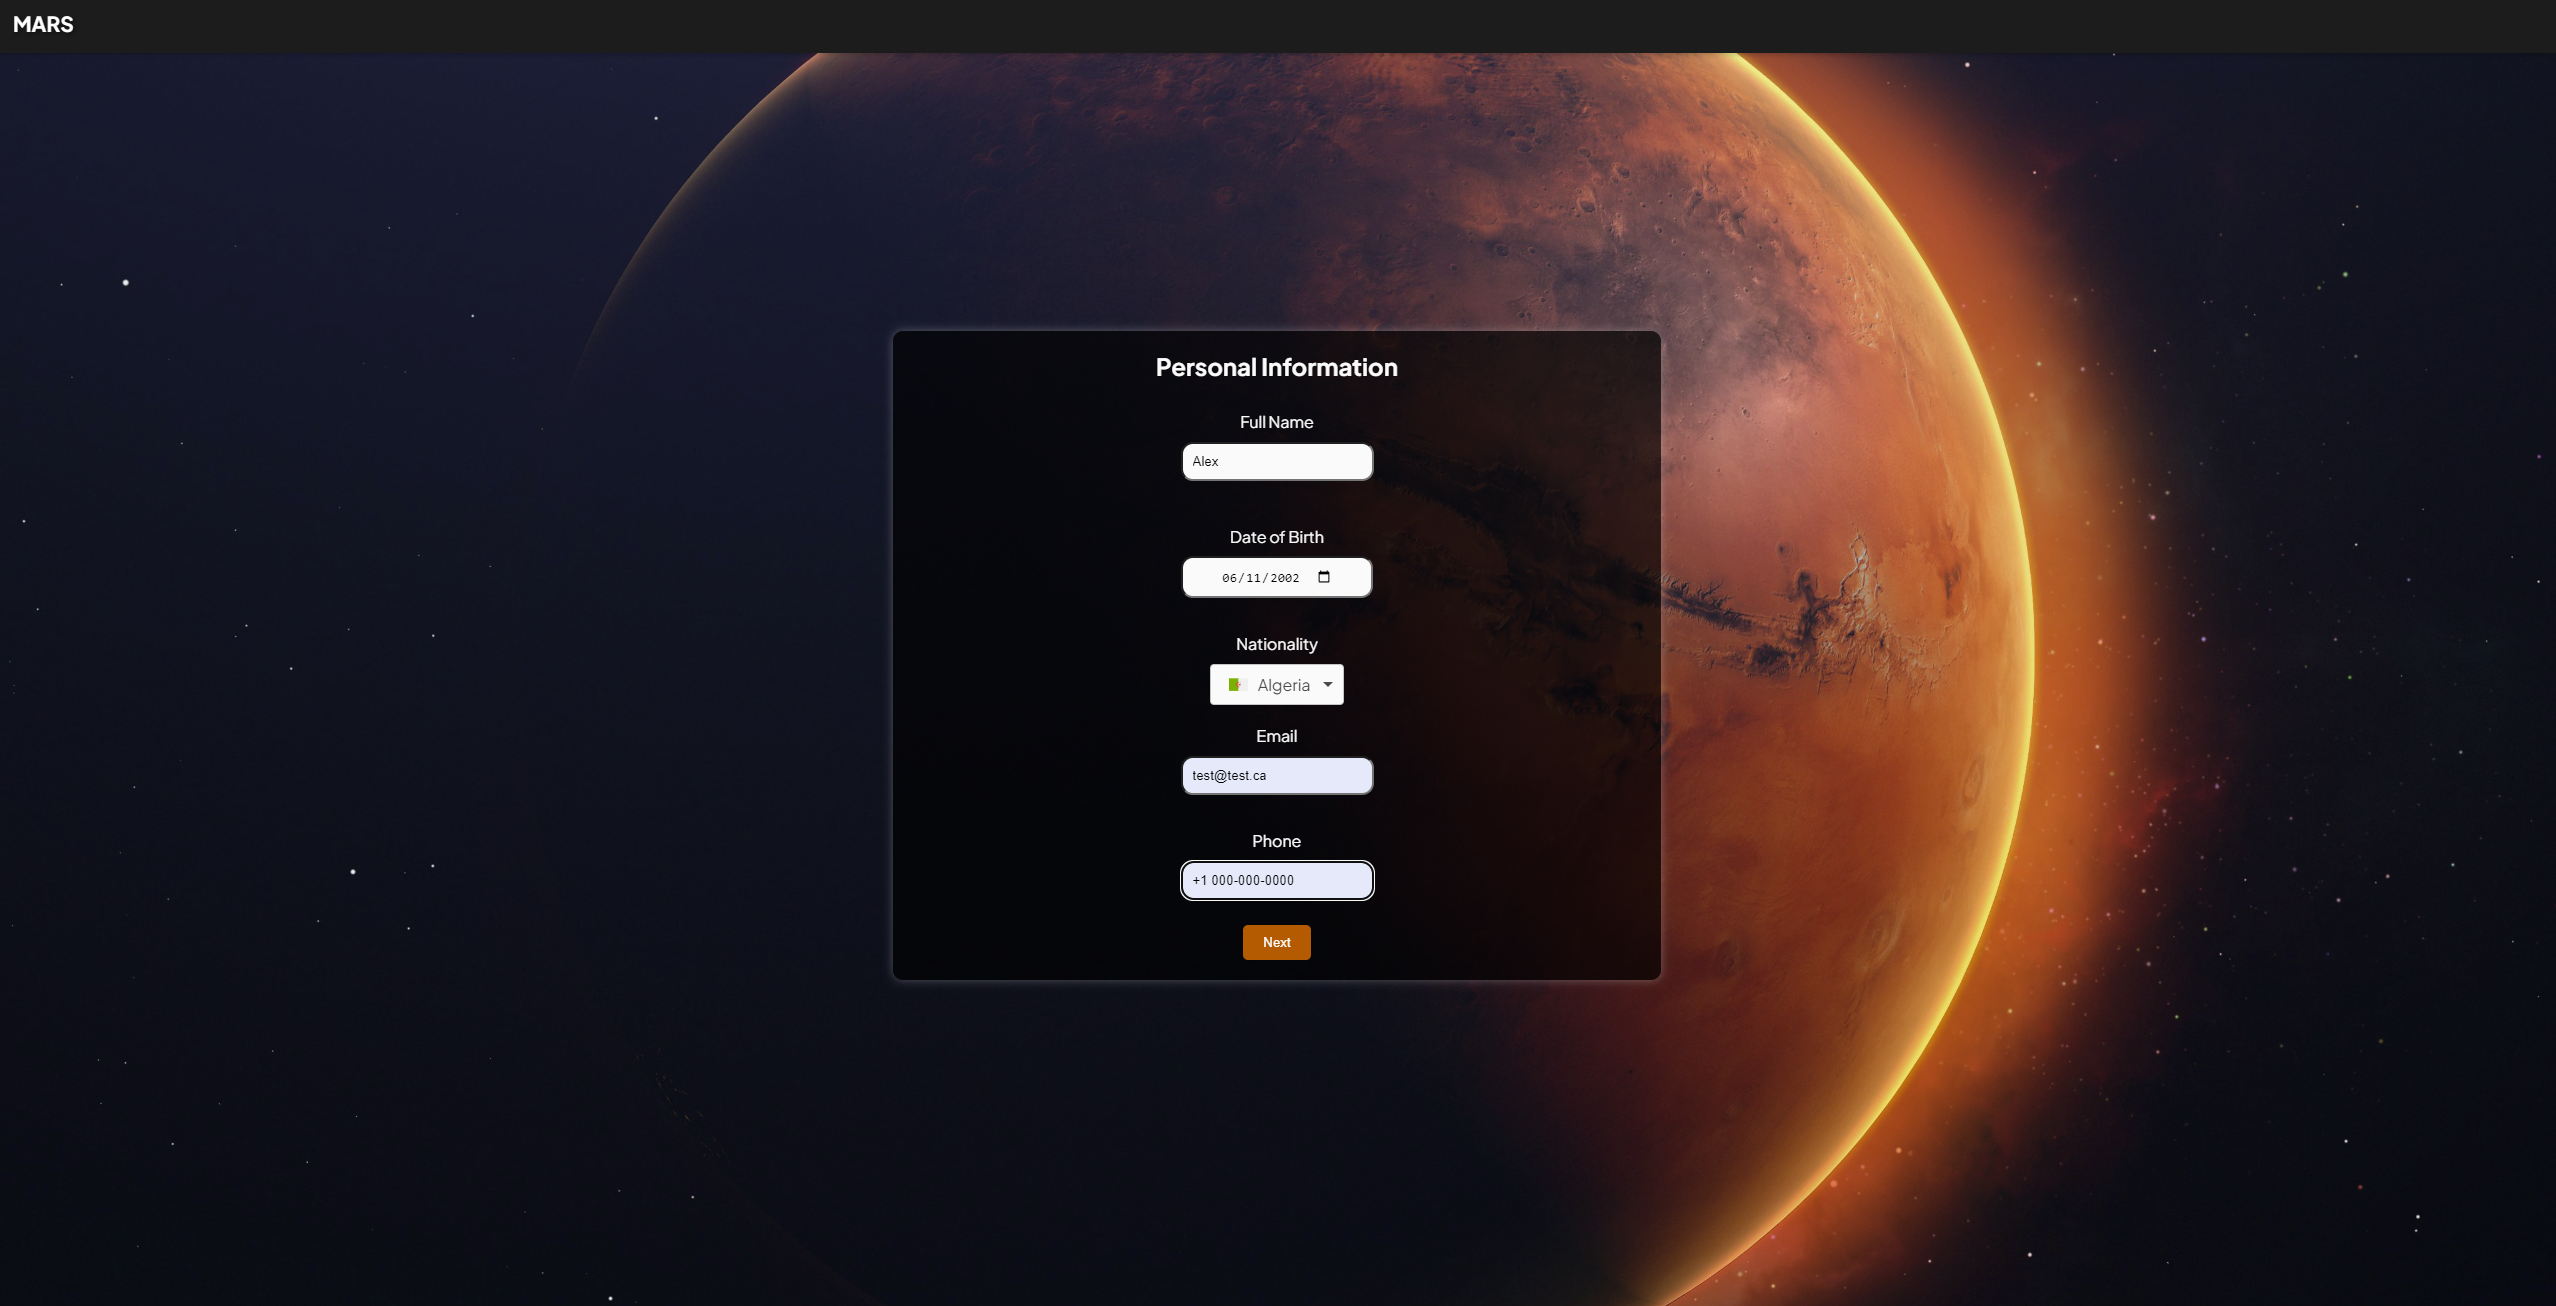 MARS
Personal Information
Full Name
Alex
Date of Birth
06/11/2002
Nationality
Algeria
Email
test@test.ca
Phone
+1 000-000-0000
Next